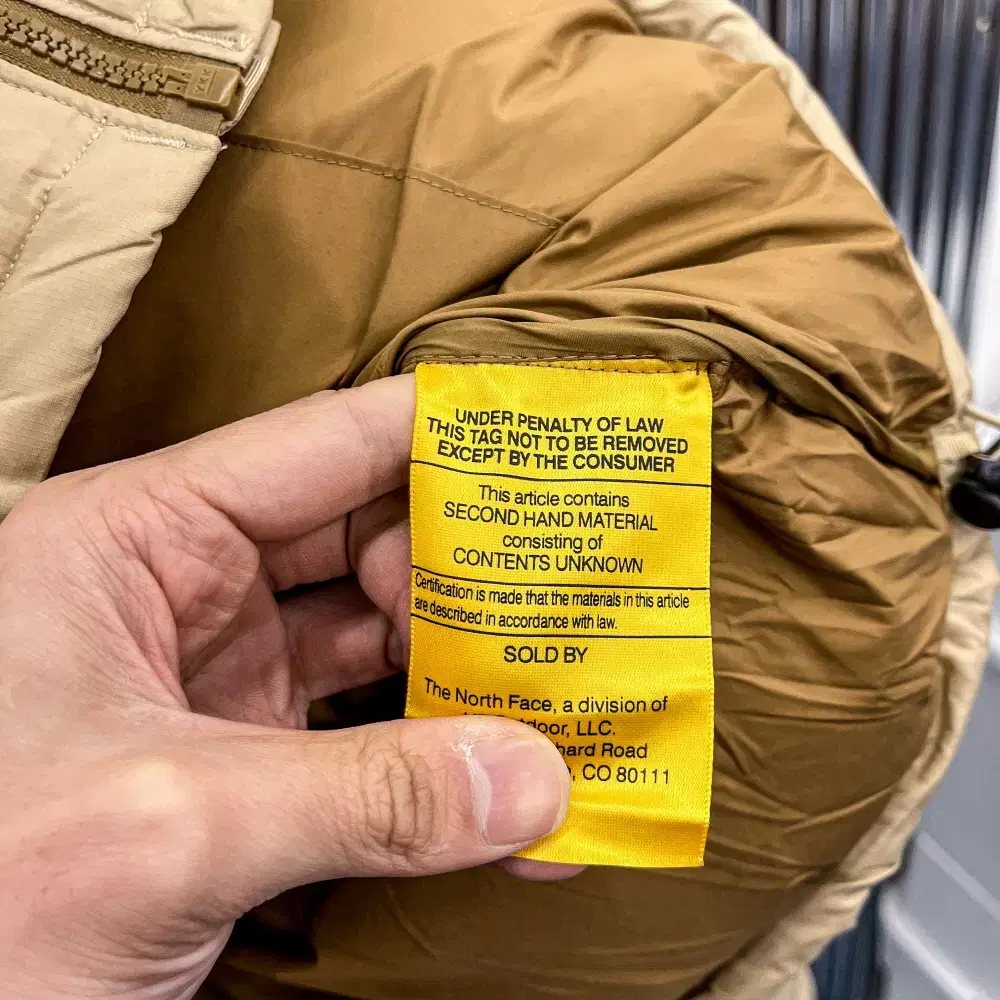 YKK
UNDER PENALTY OF LAW
THIS TAG NOT TO BE REMOVED
EXCEPT BY THE CONSUMER
This article contains
SECOND HAND MATERIAL
consisting of
CONTENTS UNKNOWN
Certification is made that the materials in this article
are described in accordance with law.
SOLD BY
The North Face, a division of
LLC.
Road
CO 80111